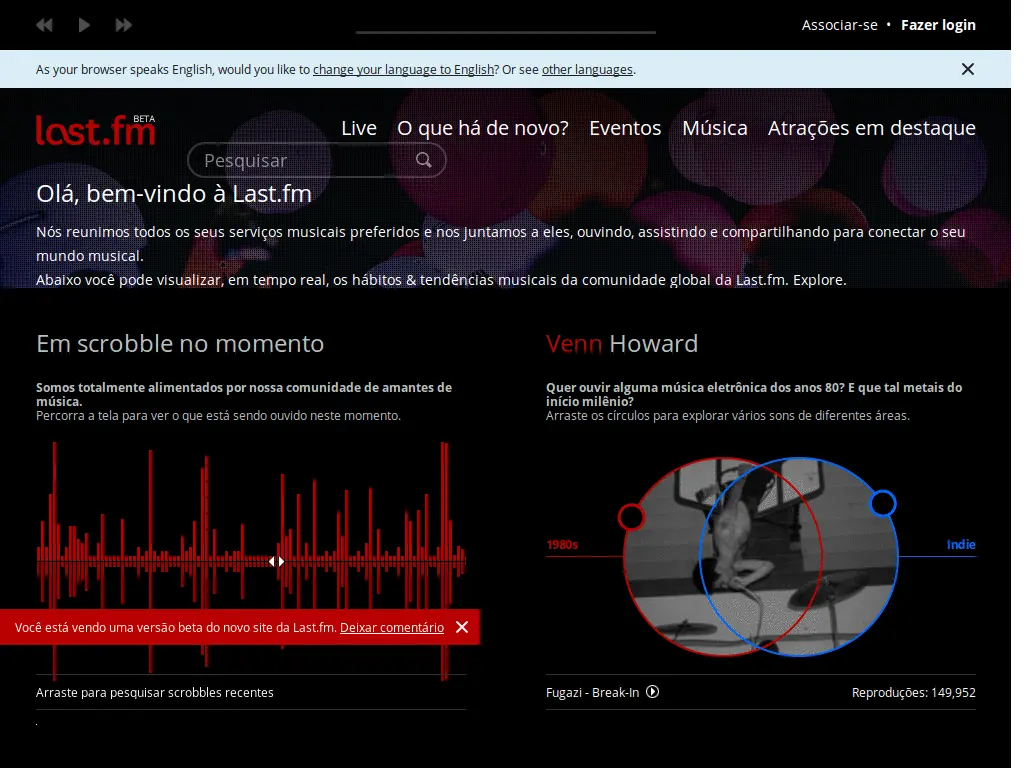 Associar-se • Fazer login
As your browser speaks English, would you like to change your language to English? Or see other languages.
last.fm BETA
Live O que há de novo? Eventos Música Atrações em destaque
Pesquisar
Olá, bem-vindo à Last.fm
Nós reunimos todos os seus serviços musicais preferidos e nos juntamos a eles, ouvindo, assistindo e compartilhando para conectar o seu
mundo musical.
Abaixo você pode visualizar, em tempo real, os hábitos & tendências musicais da comunidade global da Last.fm. Explore.
Em scrobble no momento
Somos totalmente alimentados por nossa comunidade de amantes de
música.
Percorra a tela para ver o que está sendo ouvido neste momento.
Você está vendo uma versão beta do novo site da Last.fm. Deixar comentário
Arraste para pesquisar scrobbles recentes
.
Venn Howard
Quer ouvir alguma música eletrônica dos anos 80? E que tal metais do
início milênio?
Arraste os círculos para explorar vários sons de diferentes áreas.
1980s
Indie
Fugazi - Break-In
Reproduções: 149,952